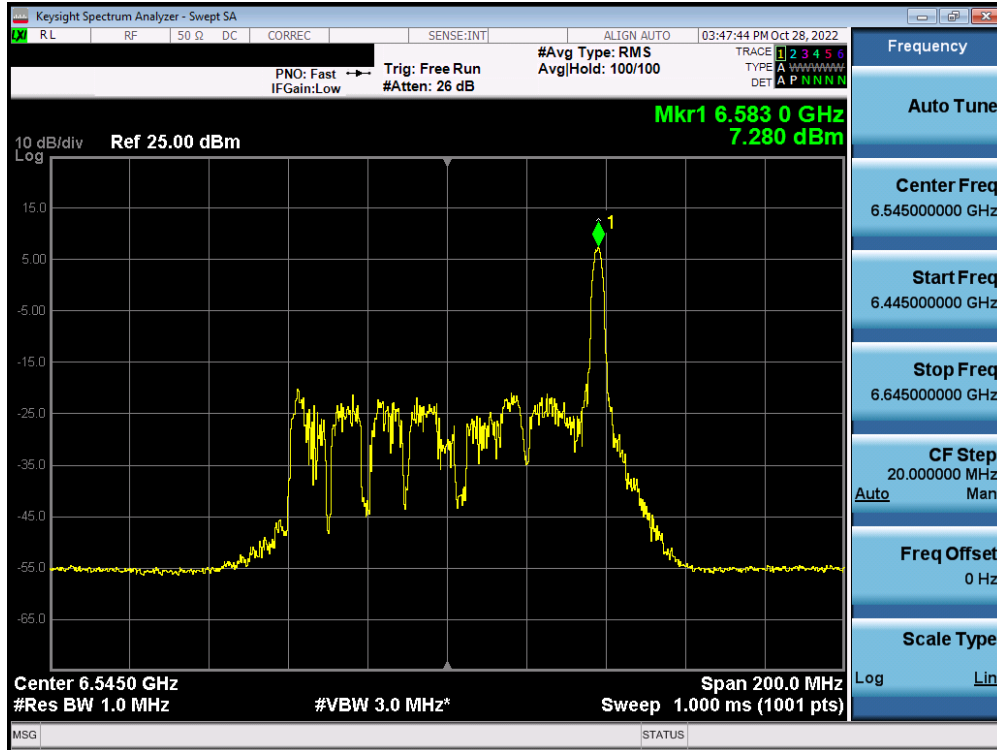 Keysight Spectrum Analyzer - Swept SA
LXI RL RF 50 Ω DC CORREC SENSE:INT ALIGN AUTO 03:47:44 PM Oct 28, 2022
PNO: Fast
IFGain:Low
Trig: Free Run
#Atten: 26 dB
#Avg Type: RMS
Avg|Hold: 100/100
TRACE 1 2 3 4 5 6
TYPE A WWWWW
DET A P N N N N
Mkr1 6.583 0 GHz
7.280 dBm
10 dB/div Ref 25.00 dBm
Log
15.0
5.00
-5.00
-15.0
-25.0
-35.0
-45.0
-55.0
-65.0
1
Center 6.5450 GHz Span 200.0 MHz
#Res BW 1.0 MHz #VBW 3.0 MHz* Sweep 1.000 ms (1001 pts)
MSG STATUS
Frequency
Auto Tune
Center Freq
6.545000000 GHz
Start Freq
6.445000000 GHz
Stop Freq
6.645000000 GHz
CF Step
20.000000 MHz
Auto Man
Freq Offset
0 Hz
Scale Type
Log Lin